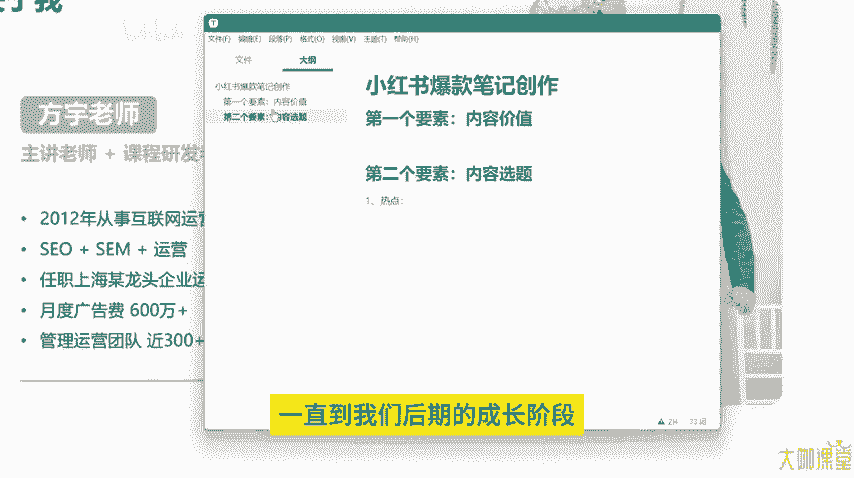 于我
方宇老师
主讲老师 + 课程研发
• 2012年从事互联网运营
• SEO + SEM + 运营
• 任职上海某龙头企业运
• 月度广告费 600万+
• 管理运营团队 近300+
文件(F) 编辑(E) 段落(P) 格式(O) 视图(V) 主题(T) 帮助(H)
文件 大纲
小红书爆款笔记创作
第一个要素：内容价值
第二个要素：内容选题
小红书爆款笔记创作
第一个要素：内容价值
第二个要素：内容选题
1、热点：
ZH 73 词
一直到我们后期的成长阶段
大咖课堂